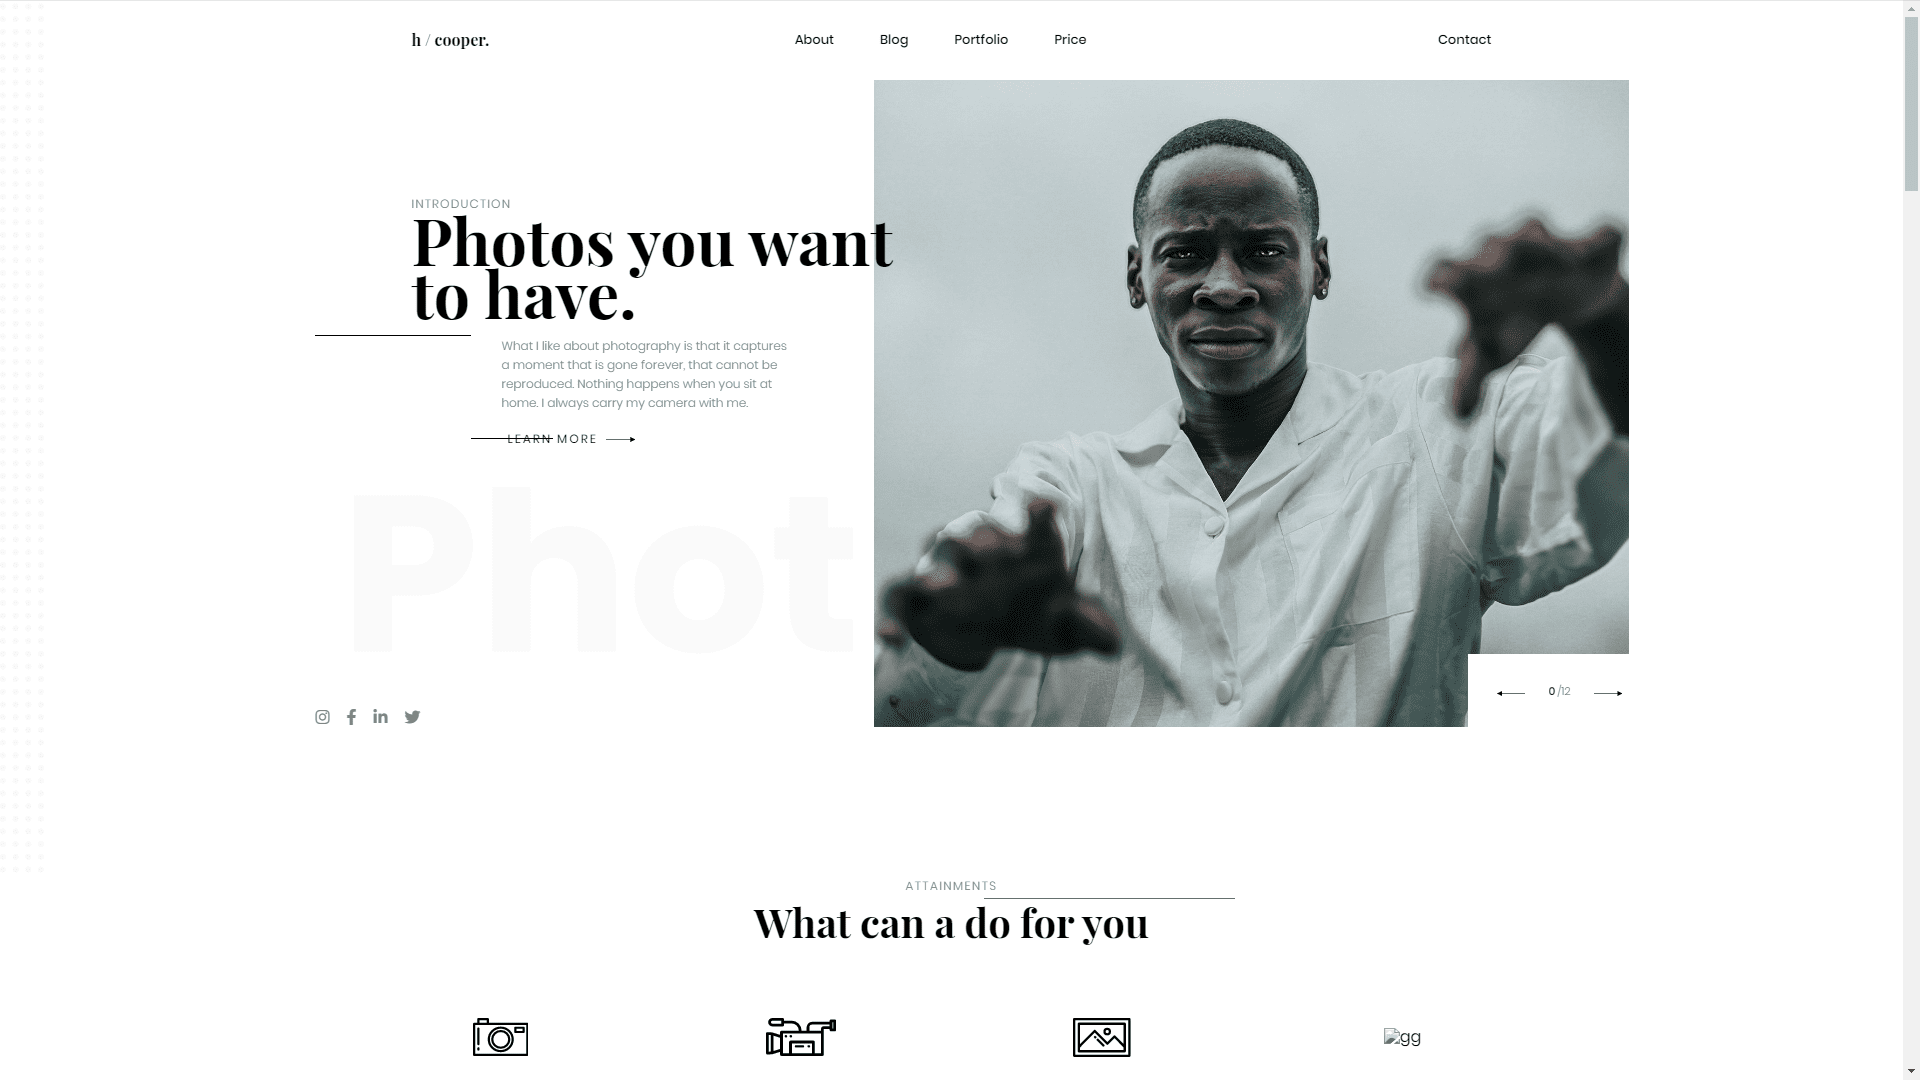 h / cooper.
About
Blog
Portfolio
Price
Contact
INTRODUCTION
Photos you want
to have.
What I like about photography is that it captures
a moment that is gone forever, that cannot be
reproduced. Nothing happens when you sit at
home. I always carry my camera with me.
LEARN MORE
Phot
0 /12
ATTAINMENTS
What can a do for you
gg